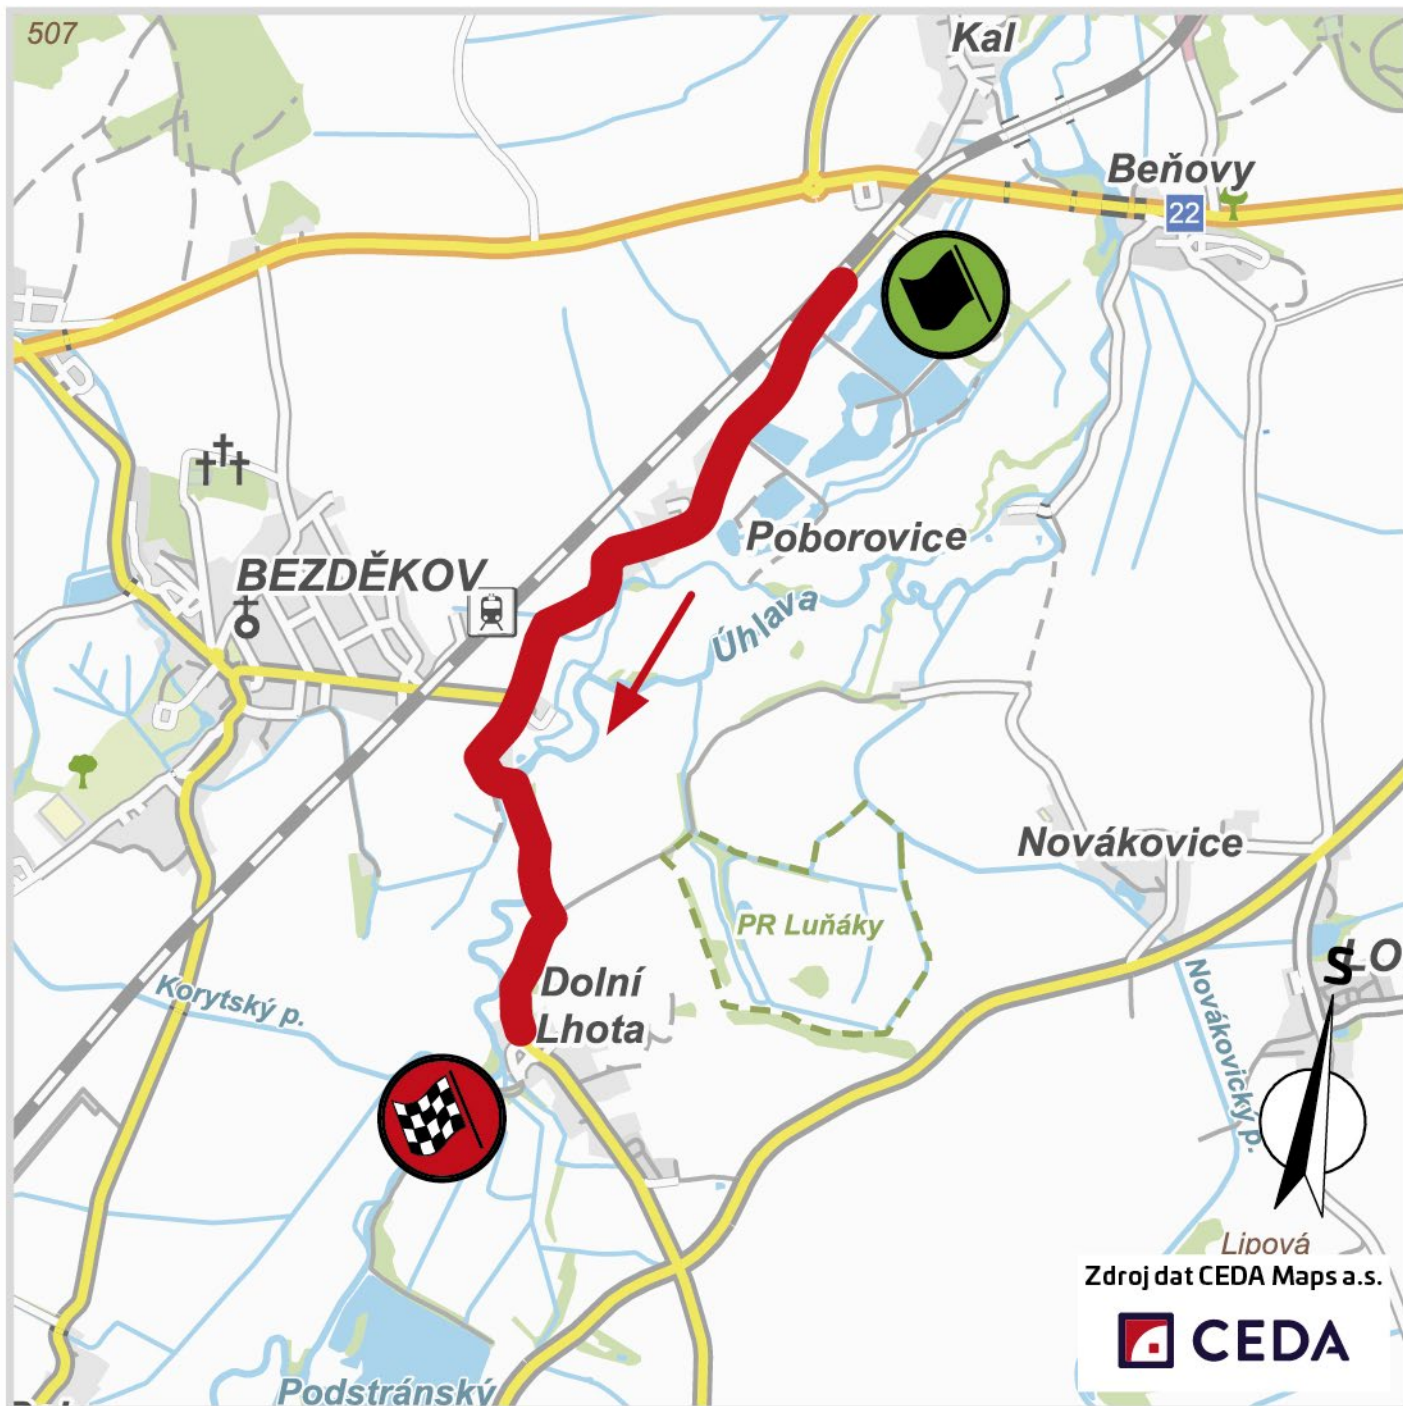 507
Kal
Beňovy
22
BEZDĚKOV
Poborovice
Úhlava
Novákovice
PR Luňáky
Dolní
Lhota
Korytský p.
Novákovický p.
LO
S
Lipová
Zdroj dat CEDA Maps a.s.
CEDA
Podstránský